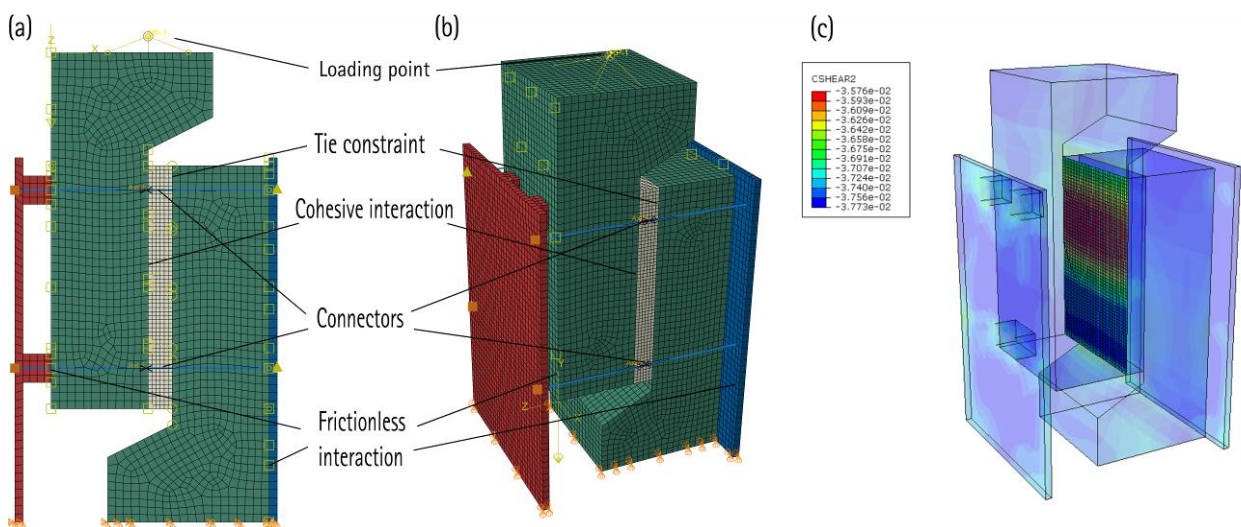 (a)
(b)
(c)
Loading point
Tie constraint
Cohesive interaction
Connectors
Frictionless
interaction
X
Z
Y
Z
X
CSHEAR2
-3.576e-02
-3.593e-02
-3.609e-02
-3.626e-02
-3.642e-02
-3.658e-02
-3.675e-02
-3.691e-02
-3.707e-02
-3.724e-02
-3.740e-02
-3.756e-02
-3.773e-02